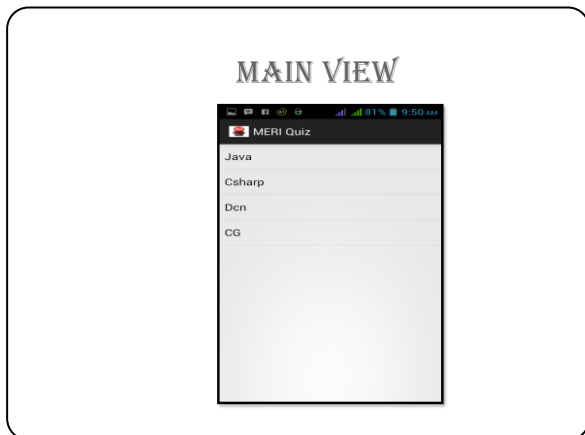 MAIN VIEW
81% 9:50 AM
MERI Quiz
Java
Csharp
Dcn
CG